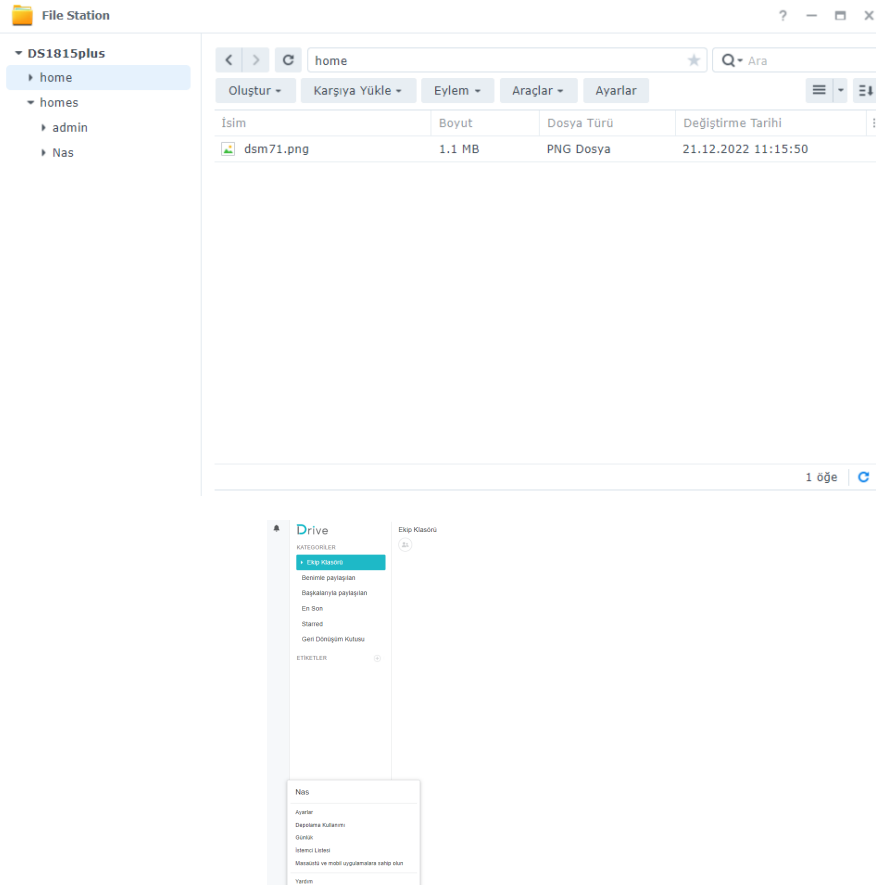 File Station
DS1815plus
home
homes
admin
Nas
home
Ara
Oluştur
Karşıya Yükle
Eylem
Araçlar
Ayarlar
İsim Boyut Dosya Türü Değiştirme Tarihi
dsm71.png 1.1 MB PNG Dosya 21.12.2022 11:15:50
1 öğe
Drive
KATEGORİLER
Ekip Klasörü
Benimle paylaşılan
Başkalarıyla paylaşılan
En Son
Starred
Geri Dönüşüm Kutusu
ETİKETLER
Ekip Klasörü
Nas
Ayarlar
Depolama Kullanımı
Günlük
İstemci Listesi
Masaüstü ve mobil uygulamalara sahip olun
Yardım